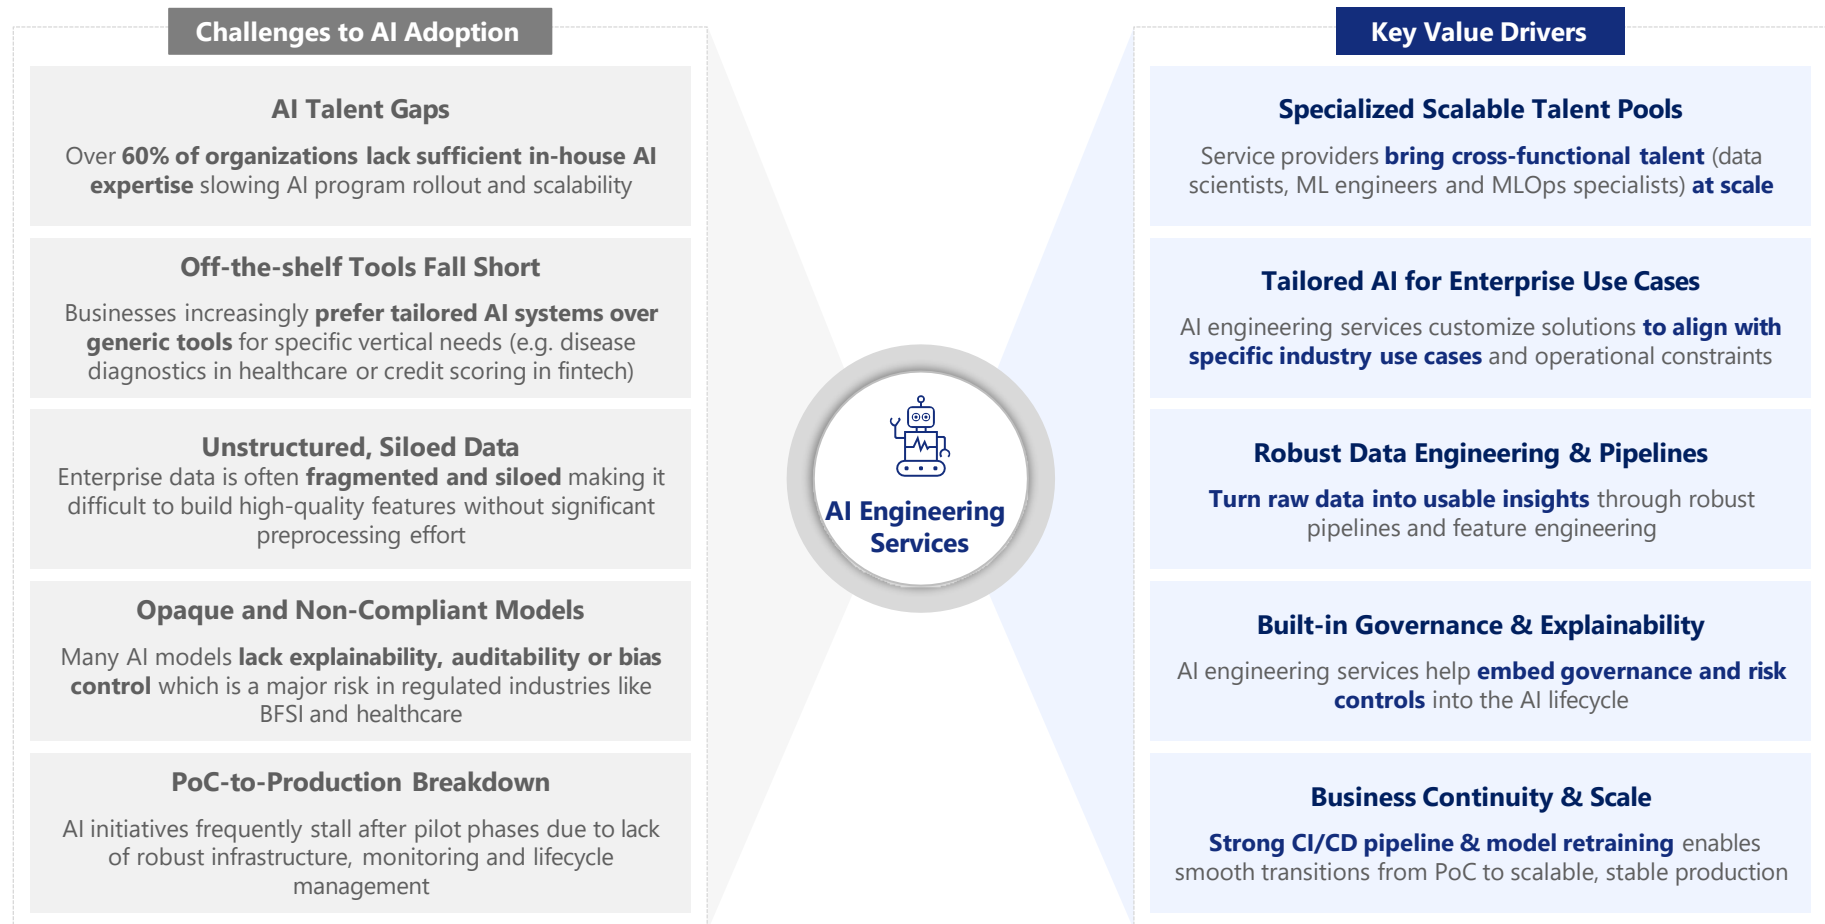 Challenges to AI Adoption
AI Talent Gaps
Over 60% of organizations lack sufficient in-house AI
expertise slowing AI program rollout and scalability
Off-the-shelf Tools Fall Short
Businesses increasingly prefer tailored AI systems over
generic tools for specific vertical needs (e.g. disease
diagnostics in healthcare or credit scoring in fintech)
Unstructured, Siloed Data
Enterprise data is often fragmented and siloed making it
difficult to build high-quality features without significant
preprocessing effort
Opaque and Non-Compliant Models
Many AI models lack explainability, auditability or bias
control which is a major risk in regulated industries like
BFSI and healthcare
PoC-to-Production Breakdown
AI initiatives frequently stall after pilot phases due to lack
of robust infrastructure, monitoring and lifecycle
management
AI Engineering
Services
Key Value Drivers
Specialized Scalable Talent Pools
Service providers bring cross-functional talent (data
scientists, ML engineers and MLOps specialists) at scale
Tailored AI for Enterprise Use Cases
AI engineering services customize solutions to align with
specific industry use cases and operational constraints
Robust Data Engineering & Pipelines
Turn raw data into usable insights through robust
pipelines and feature engineering
Built-in Governance & Explainability
AI engineering services help embed governance and risk
controls into the AI lifecycle
Business Continuity & Scale
Strong CI/CD pipeline & model retraining enables
smooth transitions from PoC to scalable, stable production